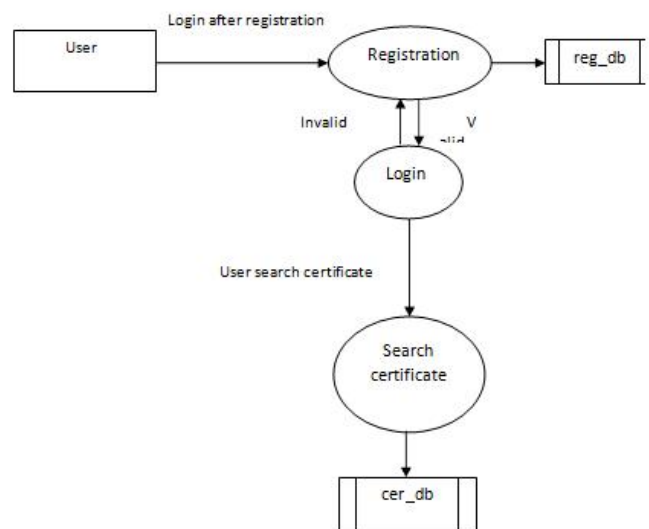 Login after registration
User
Registration
reg_db
Invalid
V
alid
Login
User search certificate
Search
certificate
cer_db